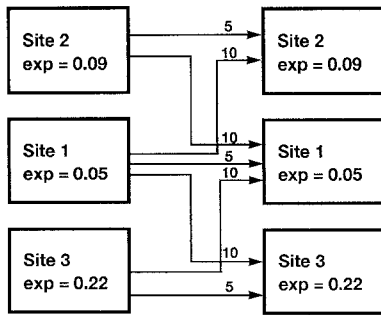 Site 2
exp = 0.09
5
10
Site 2
exp = 0.09
Site 1
exp = 0.05
10
5
10
Site 1
exp = 0.05
Site 3
exp = 0.22
10
5
Site 3
exp = 0.22